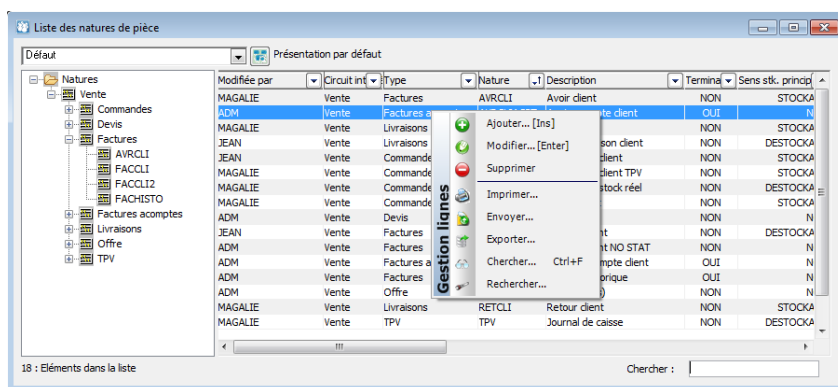 Liste des natures de pièce
Défaut Présentation par défaut
Natures
Vente
Commandes
Devis
Factures
AVRCLI
FACCLI
FACCLI2
FACHISTO
Factures acomptes
Livraisons
Offre
TPV
Modifiée par Circuit int Type Nature Description Termina Sens stk. princip
MAGALIE Vente Factures AVRCLI Avoir client NON STOCKA
ADM Vente Factures a client OUI N
MAGALIE Vente Livraisons NON STOCKA
JEAN Vente Livraisons son client NON DESTOCKA
JEAN Vente Commande client NON STOCKA
MAGALIE Vente Commande client TPV NON STOCKA
MAGALIE Vente Commande stock réel NON DESTOCKA
MAGALIE Vente Commande NON STOCKA
ADM Vente Devis NON N
JEAN Vente Factures nt NON DESTOCKA
ADM Vente Factures nt NO STAT NON N
ADM Vente Factures a mpte client OUI N
ADM Vente Factures orique OUI N
ADM Vente Offre NON N
MAGALIE Vente Livraisons RETCLI Retour client NON STOCKA
MAGALIE Vente TPV TPV Journal de caisse NON DESTOCKA
Gestion lignes
Ajouter... [Ins]
Modifier... [Enter]
Supprimer
Imprimer...
Envoyer...
Exporter...
Chercher... Ctrl+F
Rechercher...
18 : Eléments dans la liste Chercher :